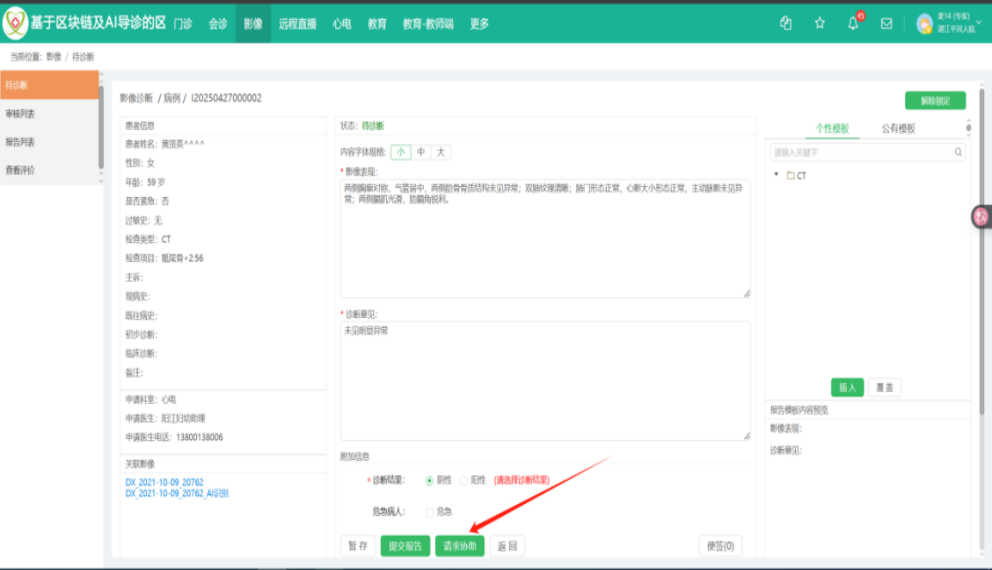 基于区块链及AI导诊的区 门诊 会诊 影像 远程直播 心电 教育 教育-教师端 更多
45
黄14 (专家)
当前位置: 影像 / 待诊断
待诊断
审核列表
报告列表
查看评价
影像诊断 / 病例 / I20250427000002
解除锁定
患者信息
患者姓名: 黄贤英^^^^
性别: 女
年龄: 59 岁
是否紧急: 否
过敏史: 无
检查类型: CT
检查项目: 骶尾骨+2:56
主诉:
现病史:
既往病史:
初步诊断:
临床诊断:
备注:
申请科室: 心电
申请医生: 阳江妇幼助理
申请医生电话: 13800138006
关联影像
DX_2021-10-09_20762
DX_2021-10-09_20762_AI识别
状态: 待诊断
内容字体规格: 小 中 大
* 影像表现:
两侧胸廓对称, 气管居中, 两侧肋骨骨质结构未见异常; 双肺纹理清晰; 肺门形态正常, 心影大小形态正常, 主动脉影未见异
常; 两侧膈肌光滑, 肋膈角锐利。
* 诊断意见:
未见明显异常
附加信息
* 诊断结果: 阴性 阳性 (请选择诊断结果)
危急病人: 危急
暂存 提交报告 请求协助 返回 便签(0)
个性模板 公有模板
请输入关键字
CT
插入 覆盖
报告模板内容预览
影像表现:
诊断意见: